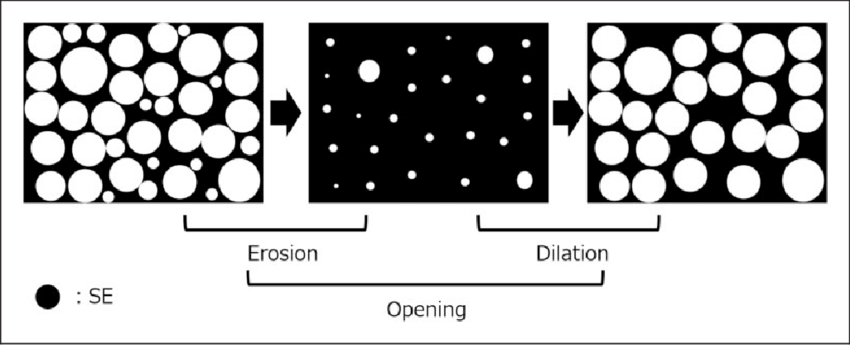 Erosion
Dilation
: SE
Opening